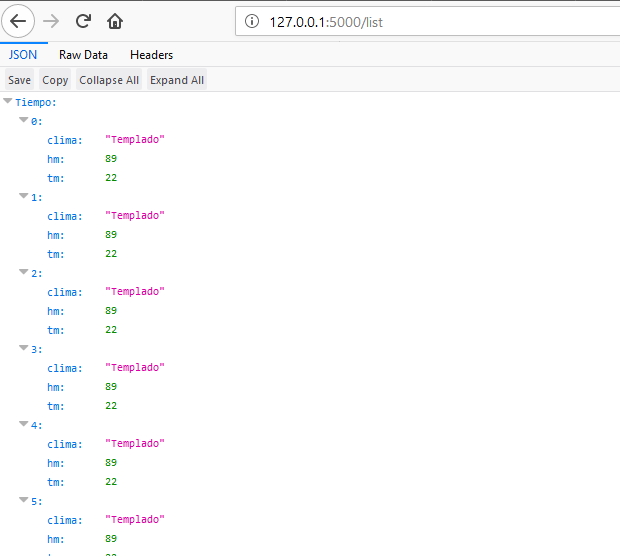 127.0.0.1:5000/list
JSON Raw Data Headers
Save Copy Collapse All Expand All
Tiempo:
0:
clima: "Templado"
hm: 89
tm: 22
1:
clima: "Templado"
hm: 89
tm: 22
2:
clima: "Templado"
hm: 89
tm: 22
3:
clima: "Templado"
hm: 89
tm: 22
4:
clima: "Templado"
hm: 89
tm: 22
5:
clima: "Templado"
hm: 89